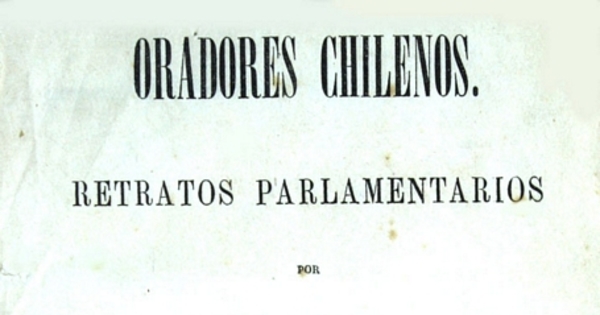 ORADORES CHILENOS.
RETRATOS PARLAMENTARIOS
POR